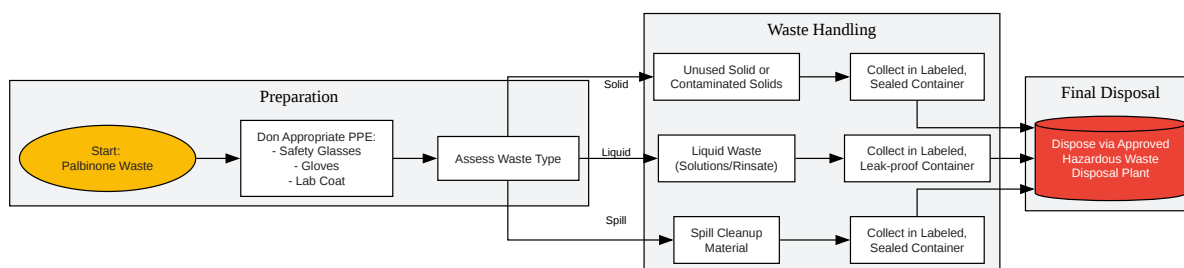 Preparation
Start:
Palbinone Waste
Don Appropriate PPE:
- Safety Glasses
- Gloves
- Lab Coat
Assess Waste Type
Solid
Liquid
Spill
Waste Handling
Unused Solid or
Contaminated Solids
Collect in Labeled,
Sealed Container
Liquid Waste
(Solutions/Rinsate)
Collect in Labeled,
Leak-proof Container
Spill Cleanup
Material
Collect in Labeled,
Sealed Container
Final Disposal
Dispose via Approved
Hazardous Waste
Disposal Plant